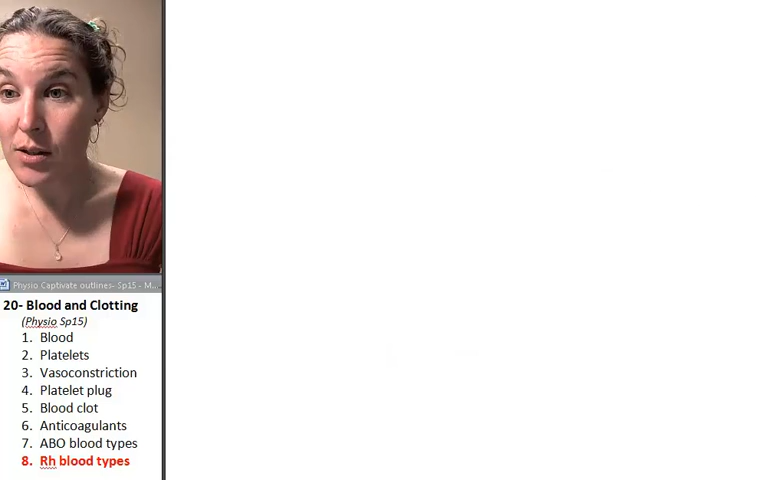 Physio Captivate outlines- Sp15 - M...
20- Blood and Clotting
(Physio Sp15)
1. Blood
2. Platelets
3. Vasoconstriction
4. Platelet plug
5. Blood clot
6. Anticoagulants
7. ABO blood types
8. Rh blood types